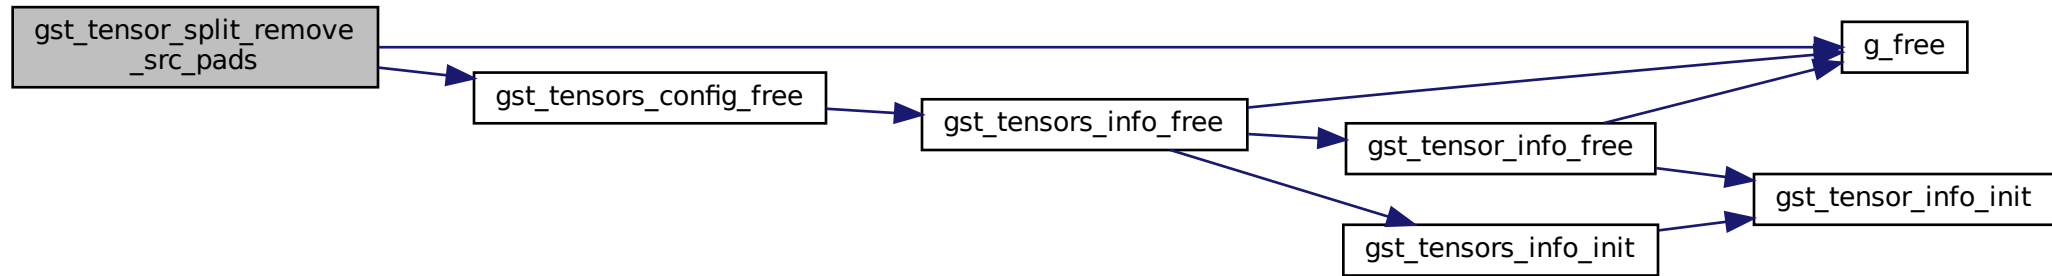 gst_tensor_split_remove
_src_pads
g_free
gst_tensors_config_free
gst_tensors_info_free
gst_tensor_info_free
gst_tensor_info_init
gst_tensors_info_init